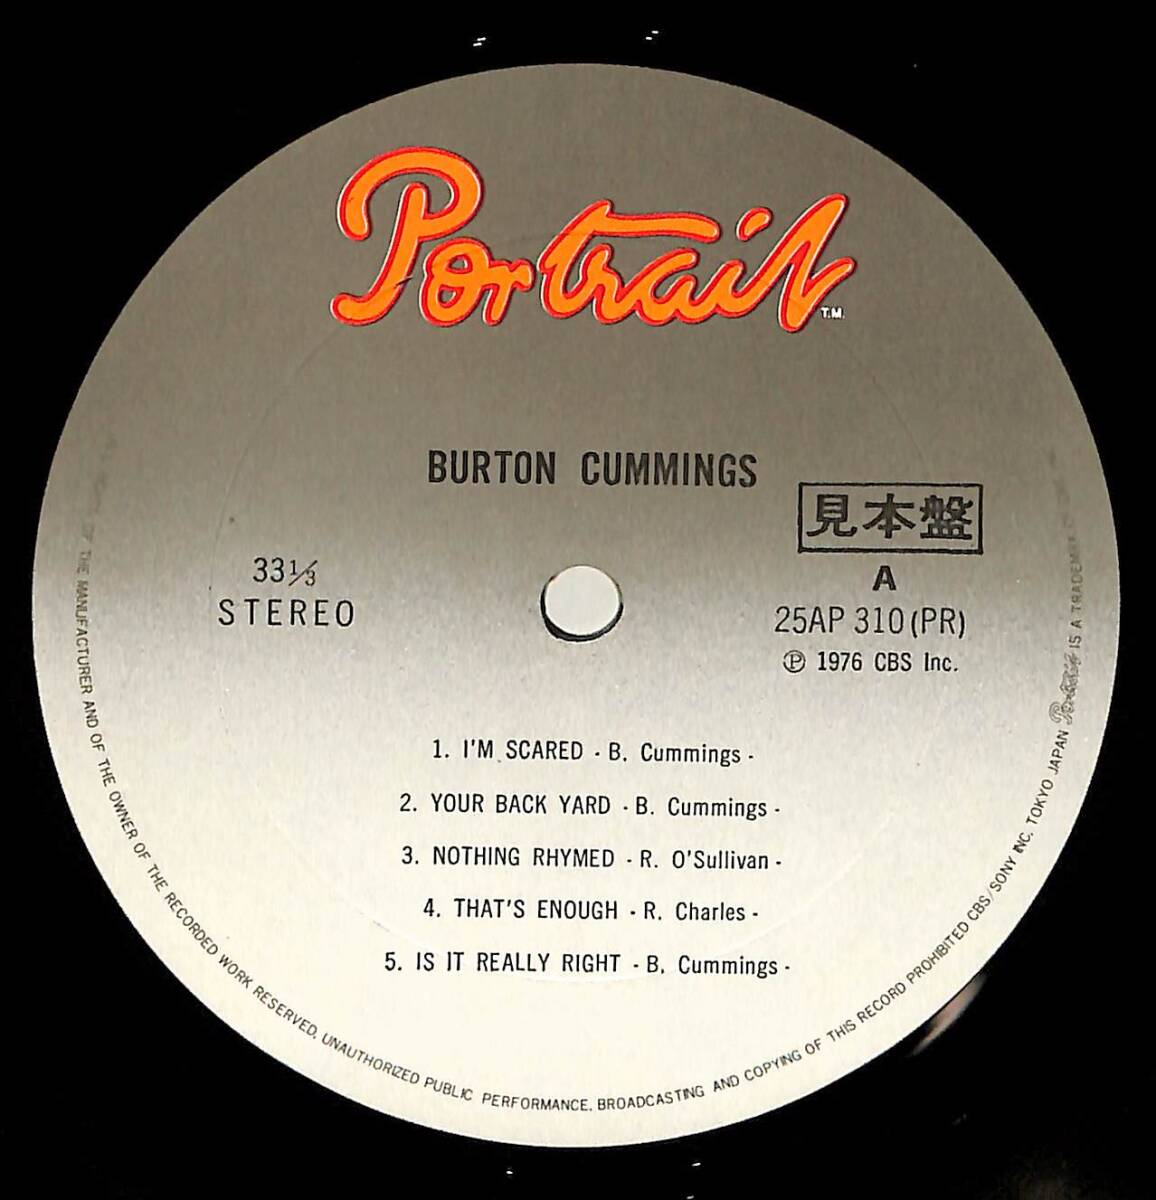 Portrait T.M.
BURTON CUMMINGS
見本盤
33⅓
STEREO
A
25AP 310(PR)
Ⓟ 1976 CBS Inc.
1. I'M SCARED - B. Cummings -
2. YOUR BACK YARD - B. Cummings -
3. NOTHING RHYMED - R. O'Sullivan -
4. THAT'S ENOUGH - R. Charles -
5. IS IT REALLY RIGHT - B. Cummings -
OF THE MANUFACTURER AND OF THE OWNER OF THE RECORDED WORK RESERVED. UNAUTHORIZED PUBLIC PERFORMANCE. BROADCASTING AND COPYING OF THIS RECORD PROHIBITED CBS/SONY INC. TOKYO JAPAN Portrait IS A TRADEMARK